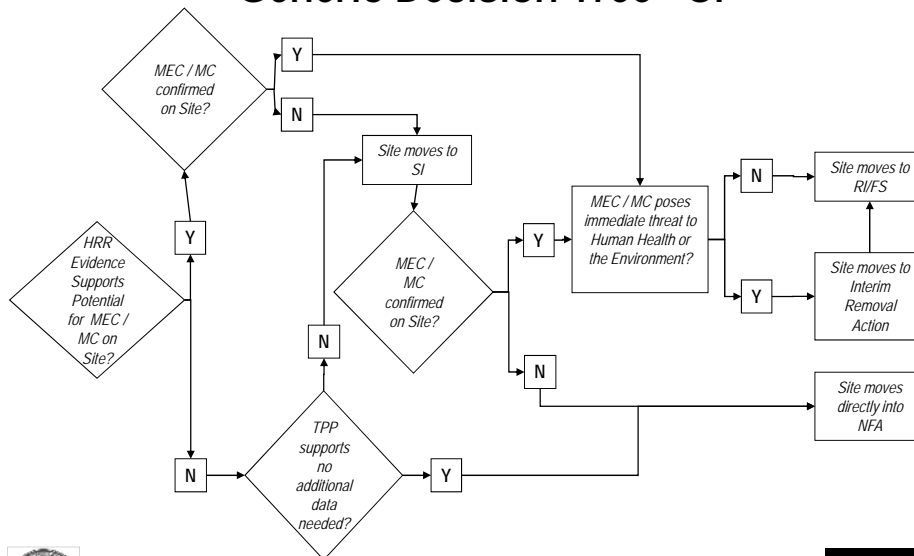 Generic Decision Tree - SI
MEC / MC
confirmed
on Site?
Y
N
Site moves to
SI
HRR
Evidence
Supports
Potential
for MEC /
MC on
Site?
Y
N
TPP
supports
no
additional
data
needed?
N
Y
MEC /
MC
confirmed
on Site?
Y
N
MEC / MC poses
immediate threat to
Human Health or
the Environment?
N
Y
Site moves to
RI/FS
Site moves to
Interim
Removal
Action
Site moves
directly into
NFA